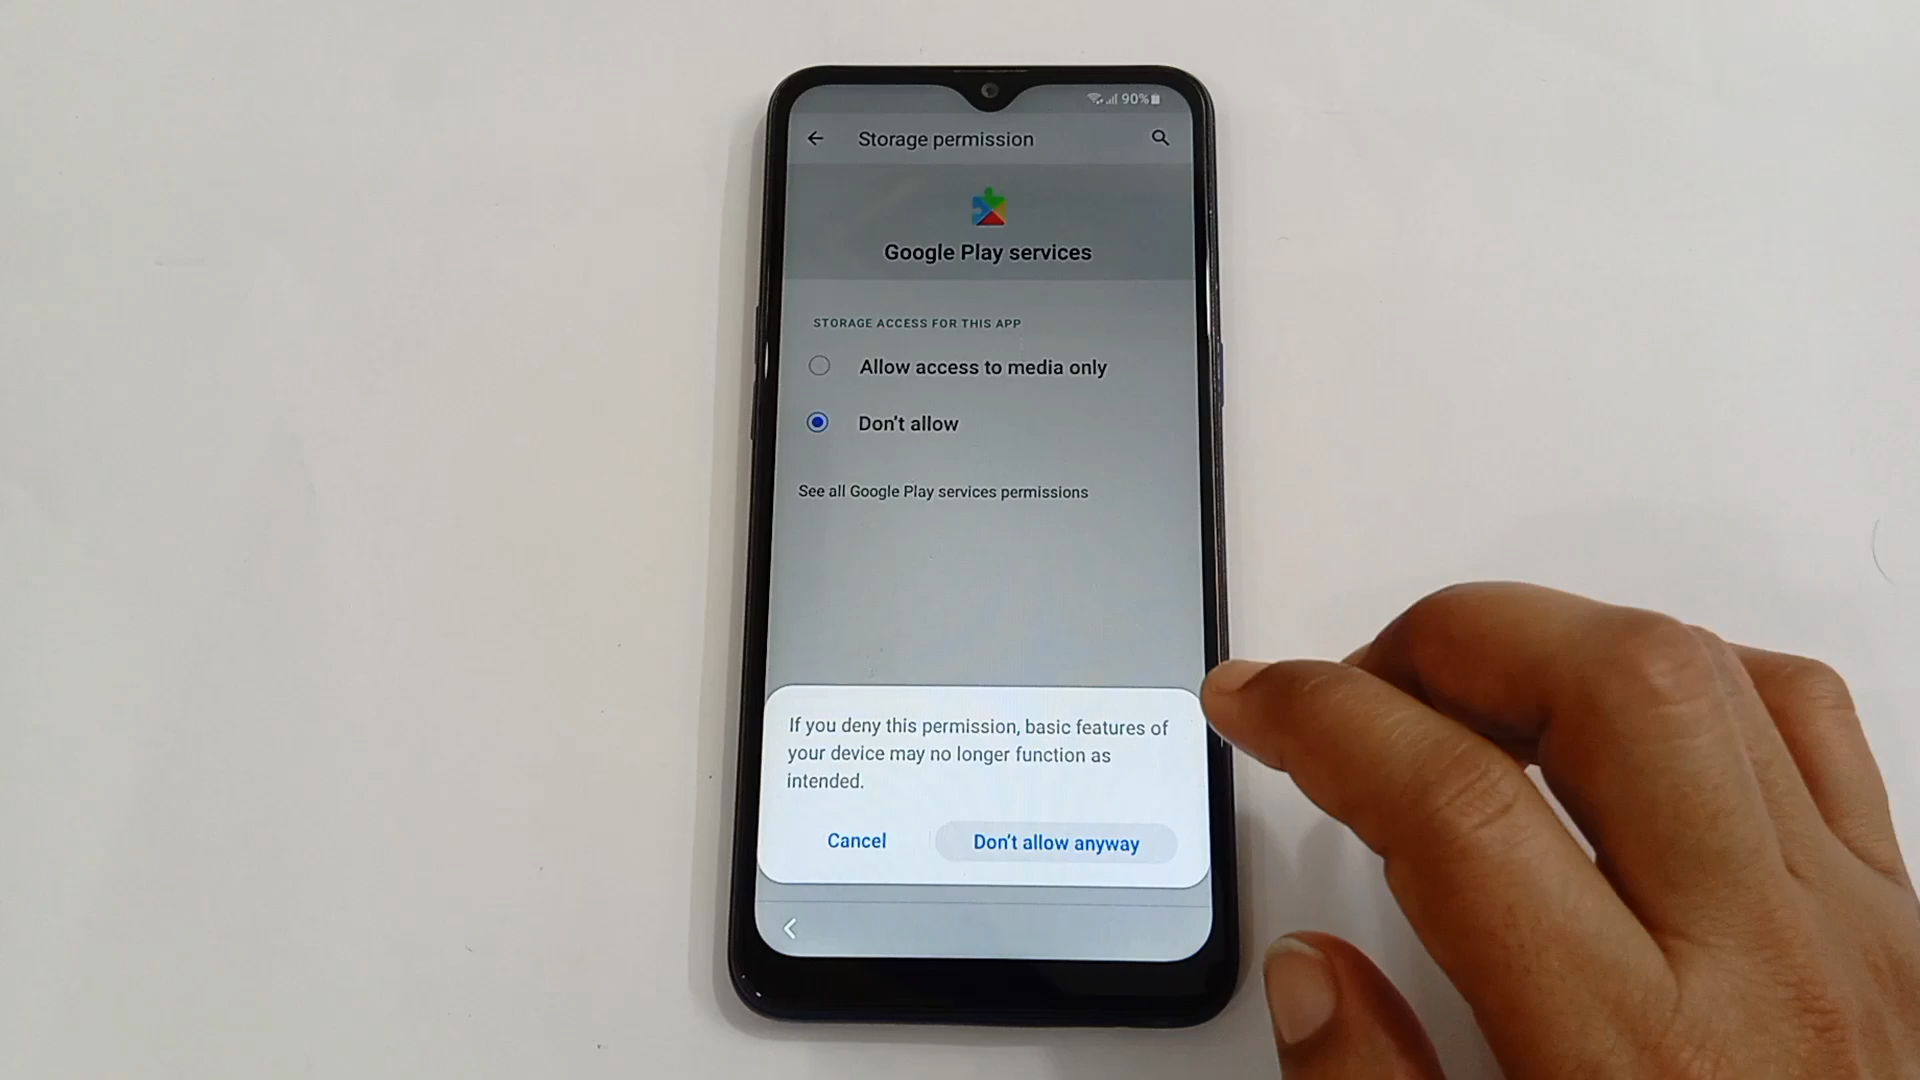 90%
Storage permission
Google Play services
STORAGE ACCESS FOR THIS APP
Allow access to media only
Don't allow
See all Google Play services permissions
If you deny this permission, basic features of
your device may no longer function as
intended.
Cancel
Don't allow anyway